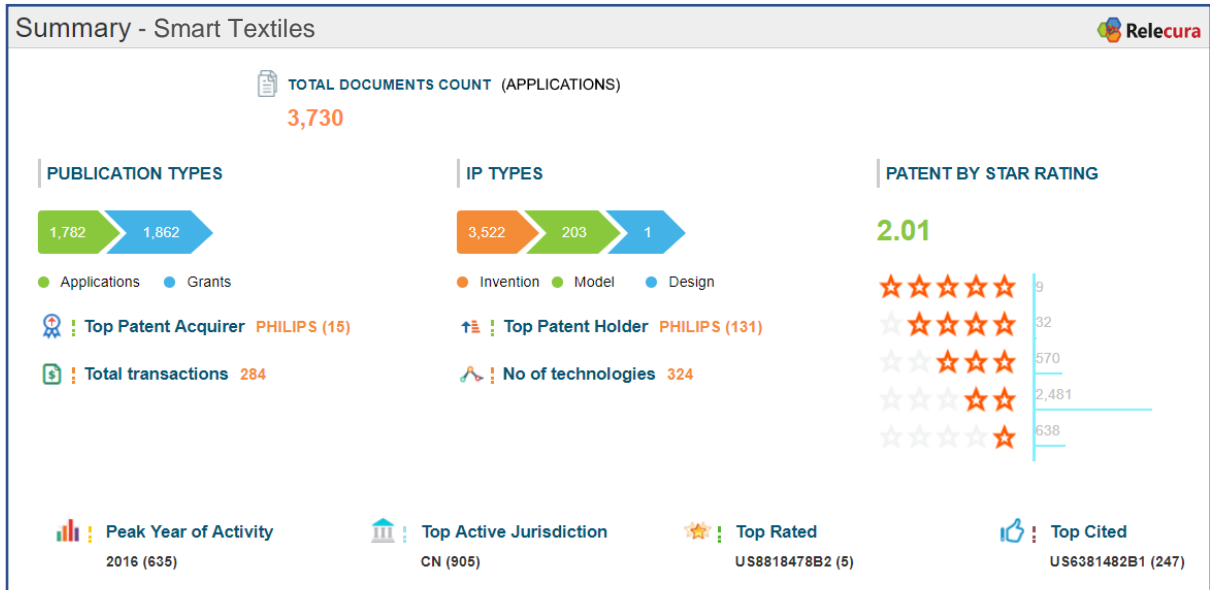 Summary - Smart Textiles
Relecura
TOTAL DOCUMENTS COUNT (APPLICATIONS)
3,730
PUBLICATION TYPES
1,782 1,862
Applications Grants
Top Patent Acquirer PHILIPS (15)
Total transactions 284
IP TYPES
3,522 203 1
Invention Model Design
Top Patent Holder PHILIPS (131)
No of technologies 324
PATENT BY STAR RATING
2.01
9
32
570
2,481
638
Peak Year of Activity
2016 (635)
Top Active Jurisdiction
CN (905)
Top Rated
US8818478B2 (5)
Top Cited
US6381482B1 (247)